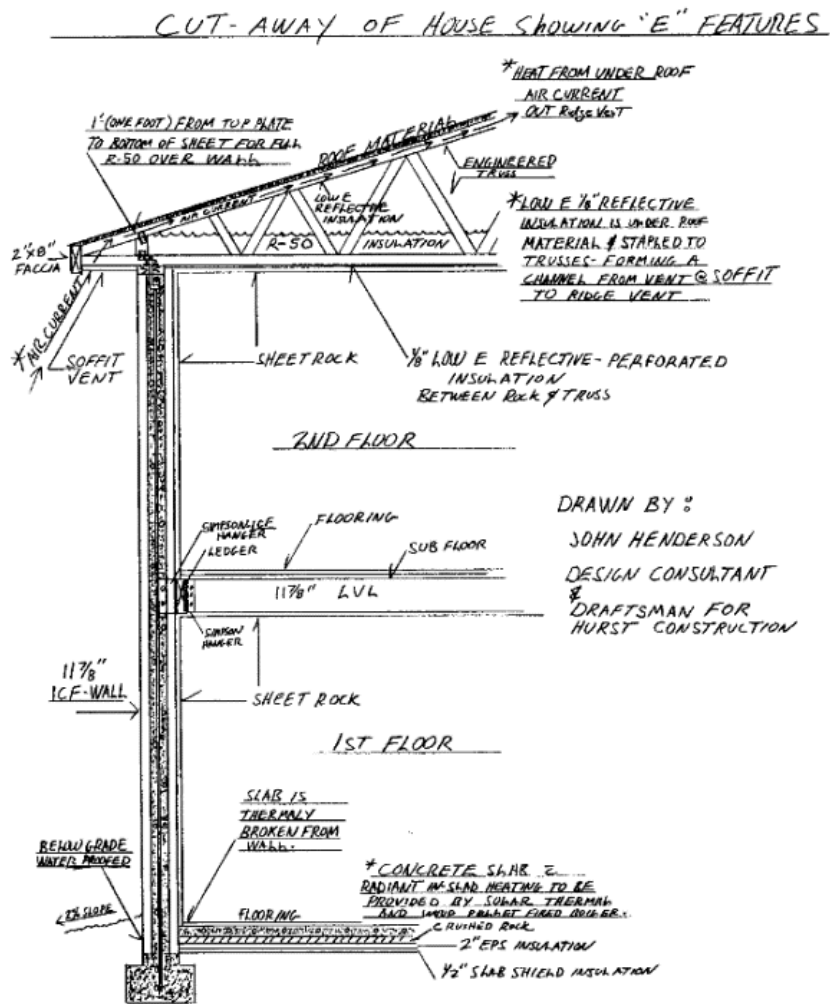 CUT-AWAY OF HOUSE SHOWING "E" FEATURES
*HEAT FROM UNDER ROOF
AIR CURRENT
OUT RIDGE VENT
1'(ONE FOOT) FROM TOP PLATE
TO BOTTOM OF SHEET FOR FULL
R-50 OVER WALL
ROOF MATERIAL
ENGINEERED
TRUSS
AIR CURRENT
LOW E
REFLECTIVE
INSULATION
*LOW E 1/8" REFLECTIVE
INSULATION IS UNDER ROOF
MATERIAL & STAPLED TO
TRUSSES- FORMING A
CHANNEL FROM VENT @ SOFFIT
TO RIDGE VENT
R-50 INSULATION
2"X8"
FACCIA
*AIR CURRENT
SOFFIT
VENT
SHEETROCK
1/8" LOW E REFLECTIVE-PERFORATED
INSULATION
BETWEEN ROCK & TRUSS
2ND FLOOR
DRAWN BY:
JOHN HENDERSON
DESIGN CONSULTANT
&
DRAFTSMAN FOR
HURST CONSTRUCTION
HANGER
LEDGER
FLOORING
SUB FLOOR
11 7/8" LVL
SIMPSON
HANGER
11 7/8"
ICF-WALL
SHEET ROCK
1ST FLOOR
SLAB IS
THERMALY
BROKEN FROM
WALL.
BELOW GRADE
WATER PROOFED
2% SLOPE
FLOORING
*CONCRETE SLAB
RADIANT IN SLAB HEATING TO BE
PROVIDED BY SOLAR THERMAL
AND WOOD PALLET FIRED BOILER.
CRUSHED ROCK
2" EPS INSULATION
1/2" SLAB SHIELD INSULATION